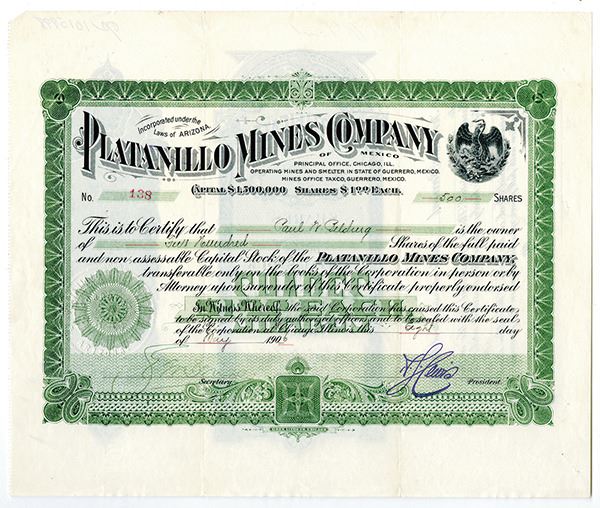 Incorporated under the
Laws of ARIZONA.
PLATANILLO MINES COMPANY
OF MEXICO
PRINCIPAL OFFICE, CHICAGO, ILL.
OPERATING MINES AND SMELTER IN STATE OF GUERRERO, MEXICO.
MINES OFFICE TAXCO, GUERRERO, MEXICO.
CAPITAL $1,500,000 SHARES $1.00 EACH.
No. 138 500 SHARES
This is to Certify that Paul is the owner
of Hundred Shares of the full paid
and non-assessable Capital Stock of the PLATANILLO MINES COMPANY,
transferable only on the books of the Corporation in person or by
Attorney upon surrender of this Certificate properly endorsed
In Witness Whereof, the said Corporation has caused this Certificate
to be signed by its duly authorized officers and to be sealed with the seal
of the Corporation at Chicago, Illinois this day
of May 1906
Secretary. President.